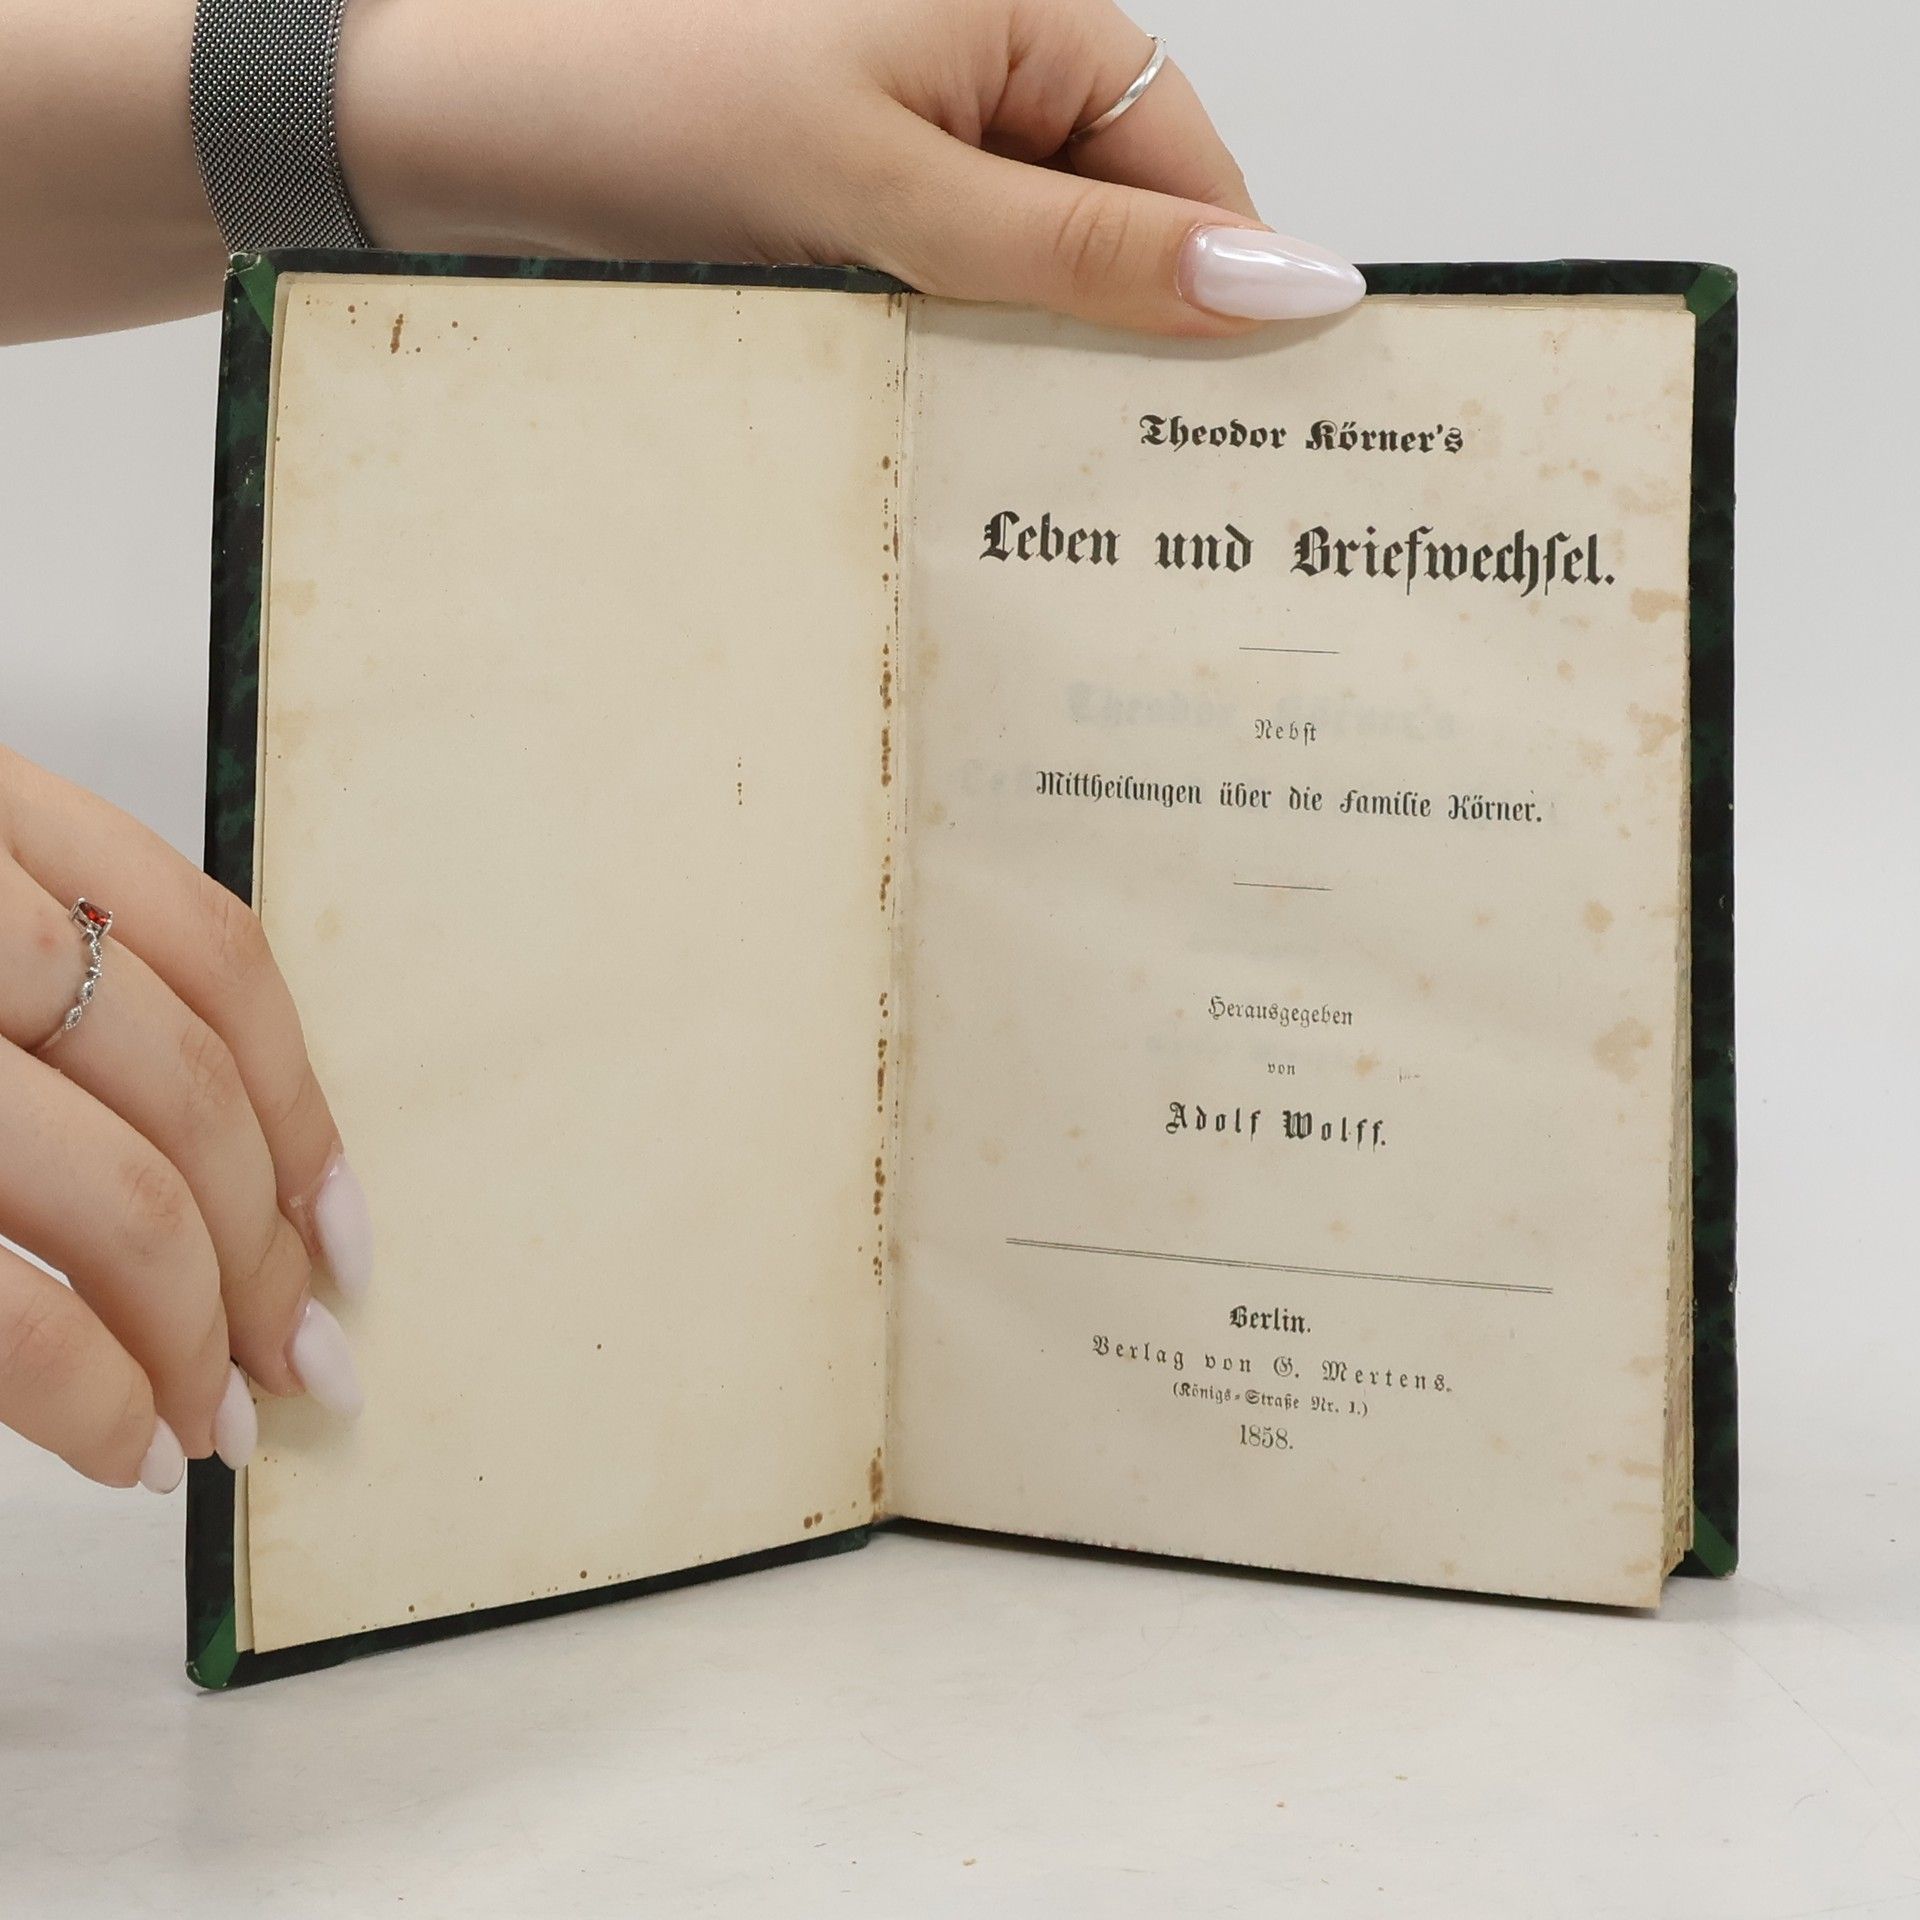 Theodor Körner's
Leben und Briefwechsel.
Nebst
Mittheilungen über die Familie Körner.
Herausgegeben
von
Adolf Wolff.
Berlin.
Verlag von G. Mertens.
(Königs-Straße Nr. 1.)
1858.